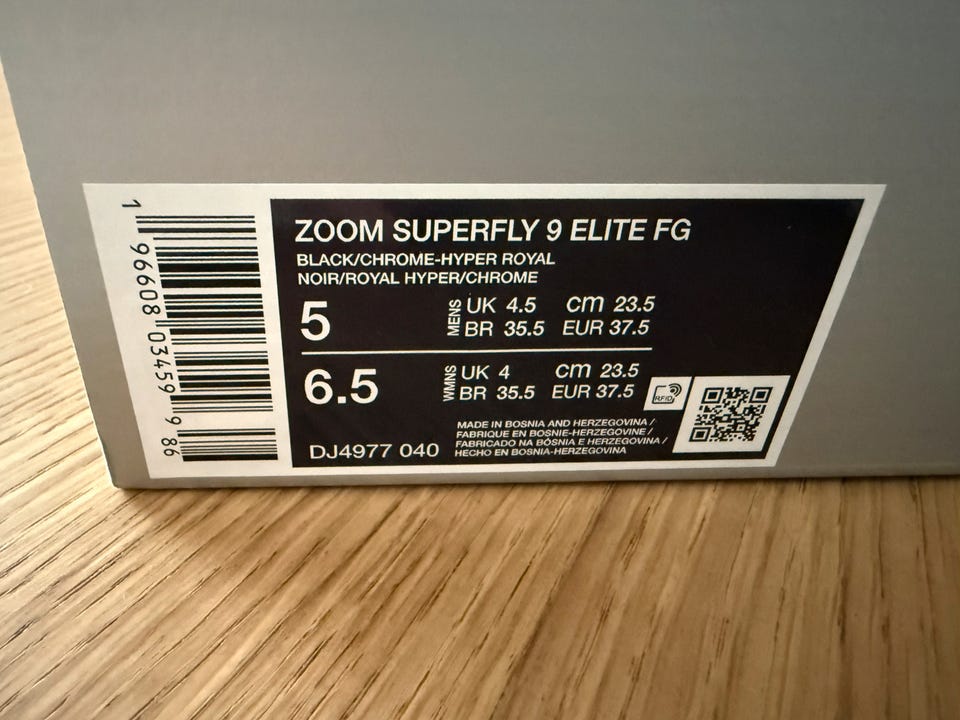 1 96608 03459 9 86
ZOOM SUPERFLY 9 ELITE FG
BLACK/CHROME-HYPER ROYAL
NOIR/ROYAL HYPER/CHROME
5
MENS
UK 4.5 cm 23.5
BR 35.5 EUR 37.5
6.5
WMNS
UK 4 cm 23.5
BR 35.5 EUR 37.5
RFID
DJ4977 040
MADE IN BOSNIA AND HERZEGOVINA /
FABRIQUE EN BOSNIE-HERZEGOVINE /
FABRICADO NA BÓSNIA E HERZEGOVINA /
HECHO EN BOSNIA-HERZEGOVINA